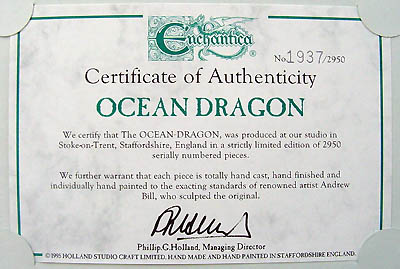 Enchantica ®
No. 1937/2950
Certificate of Authenticity
OCEAN DRAGON
We certify that The OCEAN-DRAGON, was produced at our studio in
Stoke-on-Trent, Staffordshire, England in a strictly limited edition of 2950
serially numbered pieces.
We further warrant that each piece is totally hand cast, hand finished and
individually hand painted to the exacting standards of renowned artist Andrew
Bill, who sculpted the original.
Phillip.G.Holland, Managing Director
©1995 HOLLAND STUDIO CRAFT LIMITED. HAND MADE AND HAND PAINTED IN STAFFORDSHIRE ENGLAND.